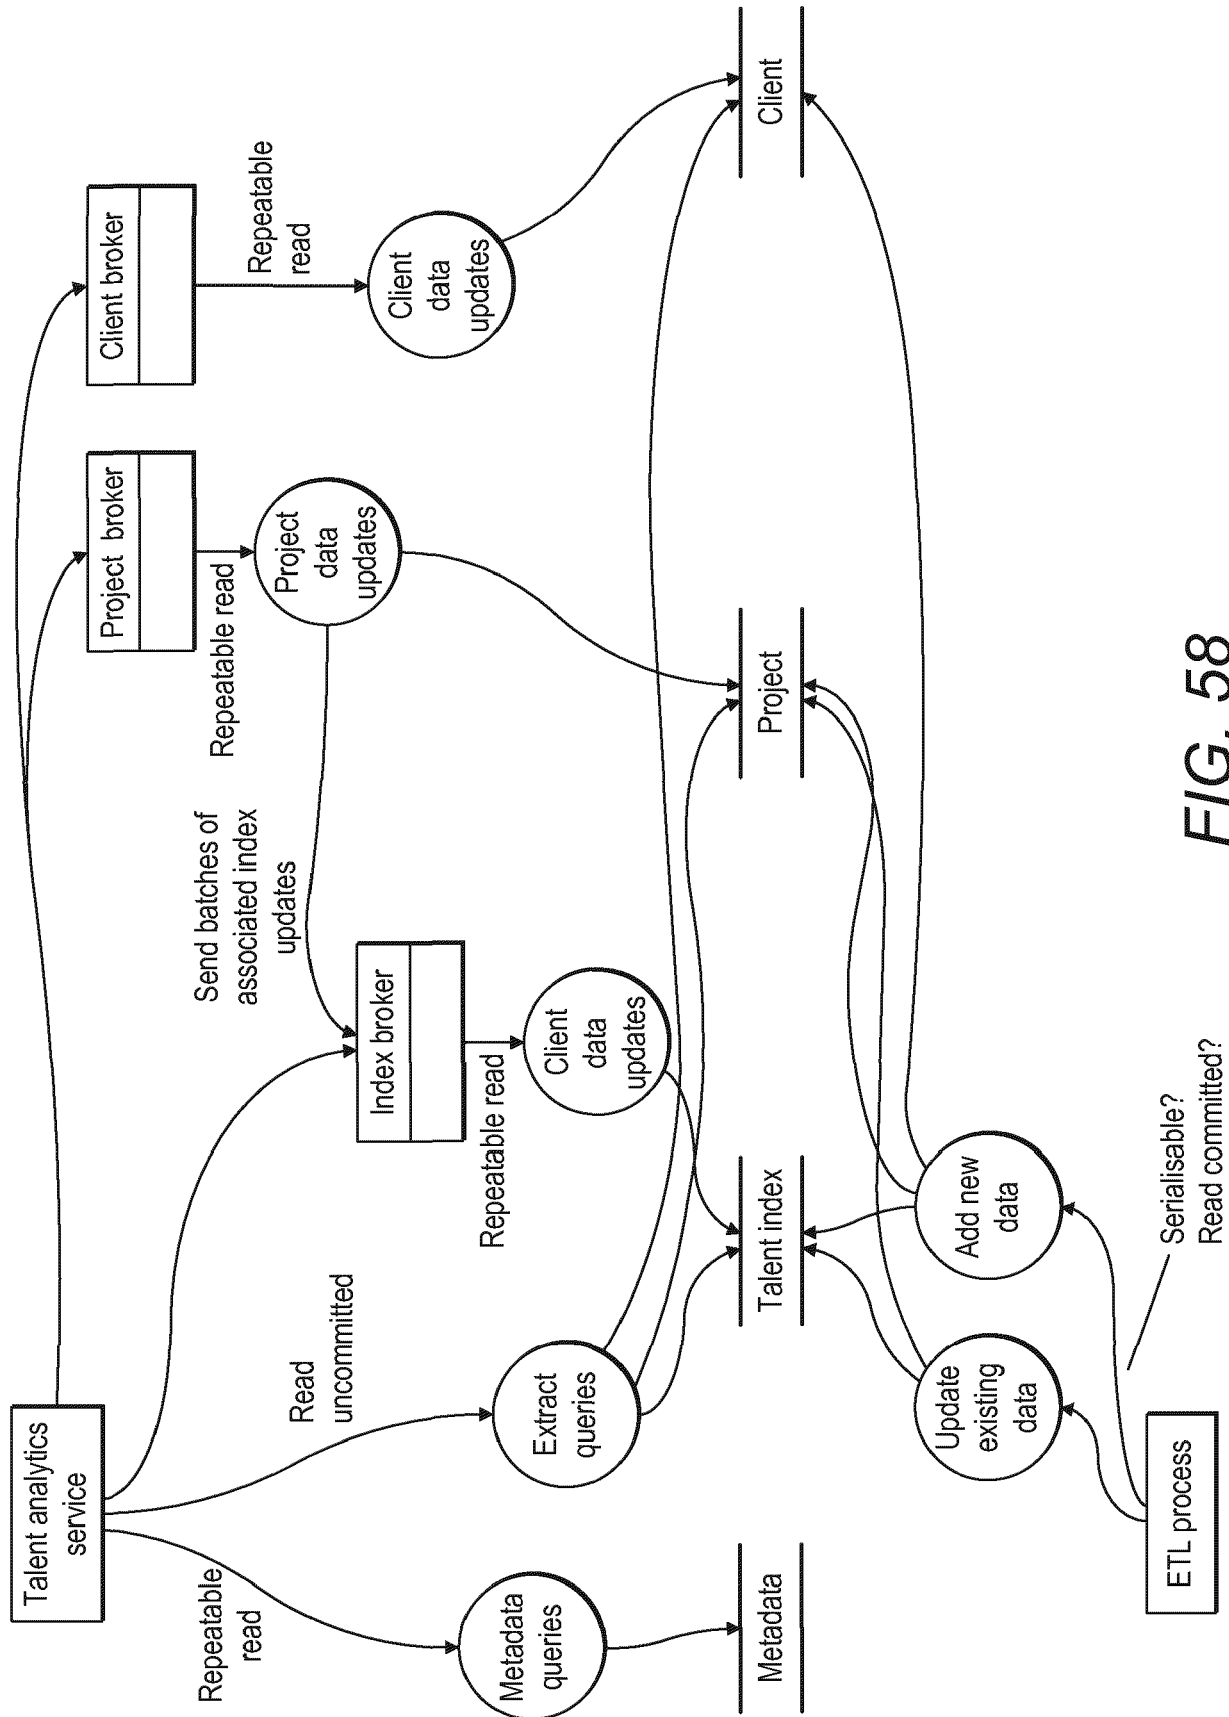 Talent analytics
service
Client broker
Project broker
Repeatable
read
Repeatable read
Client
data
updates
Project
data
updates
Send batches of
associated index
updates
Index broker
Repeatable read
Client
data
updates
Read
uncommitted
Repeatable
read
Extract
queries
Metadata
queries
Metadata
Talent index
Project
Client
Update
existing
data
Add new
data
Serialisable?
Read committed?
ETL process
FIG. 58